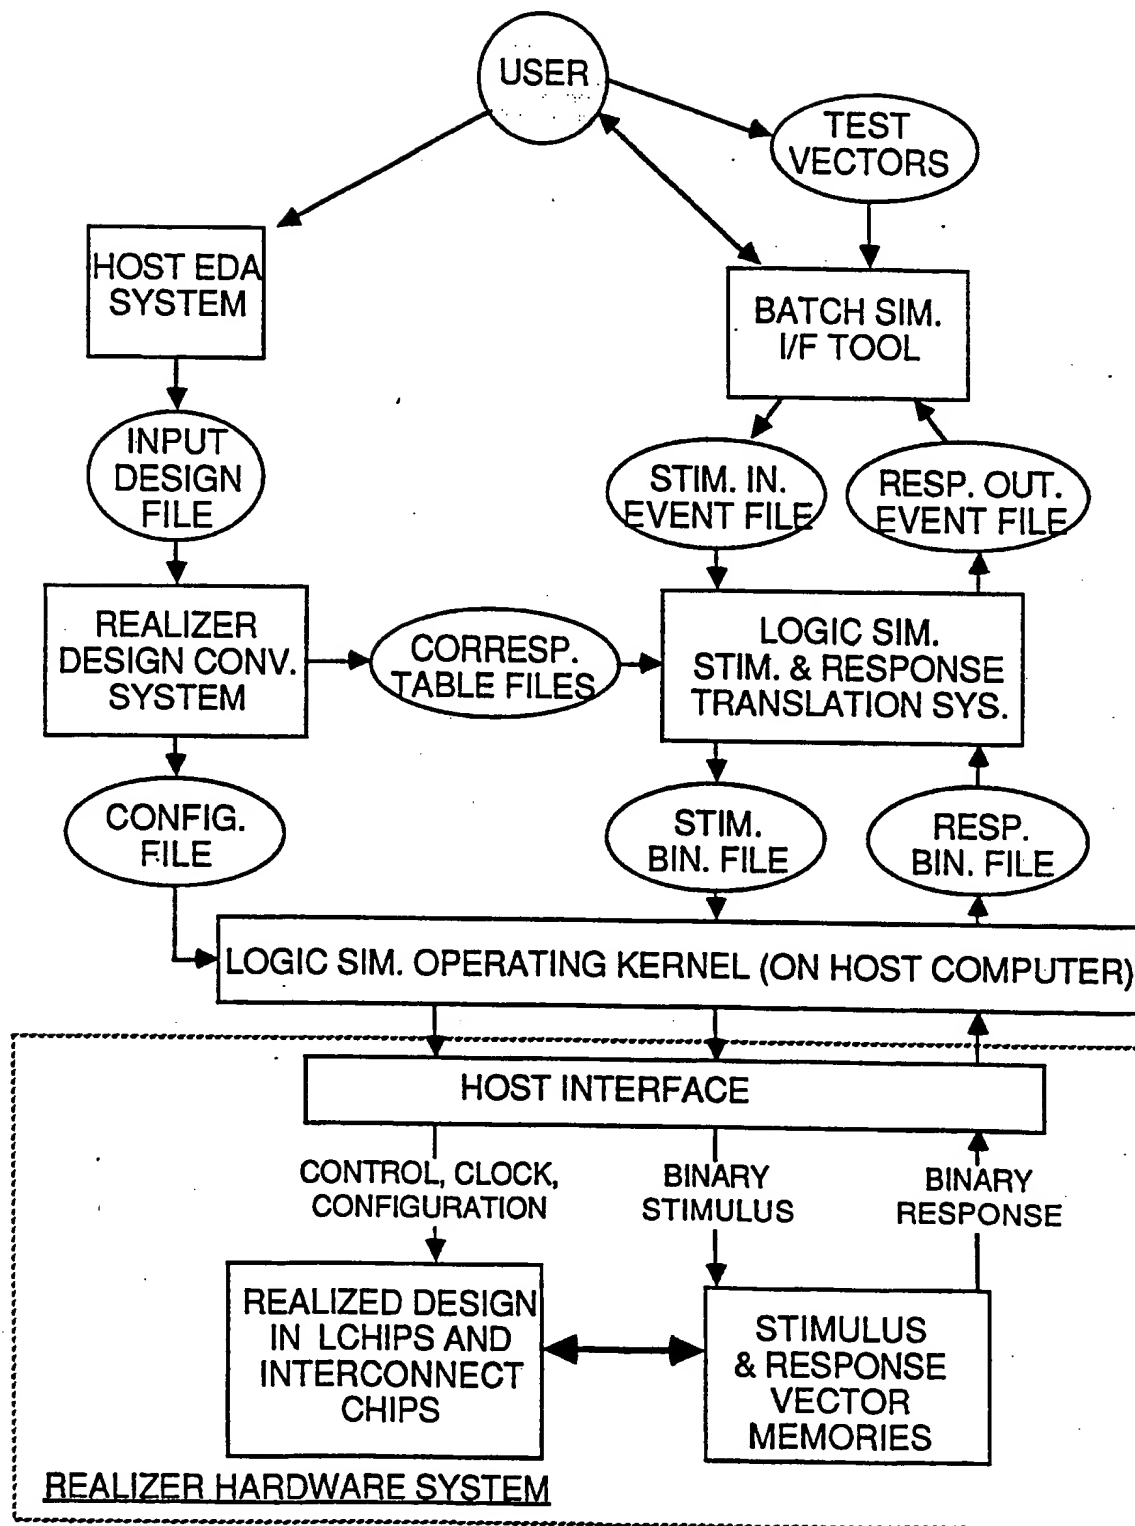 USER
TEST
VECTORS
HOST EDA
SYSTEM
BATCH SIM.
I/F TOOL
INPUT
DESIGN
FILE
STIM. IN.
EVENT FILE
RESP. OUT.
EVENT FILE
REALIZER
DESIGN CONV.
SYSTEM
CORRESP.
TABLE FILES
LOGIC SIM.
STIM. & RESPONSE
TRANSLATION SYS.
CONFIG.
FILE
STIM.
BIN. FILE
RESP.
BIN. FILE
LOGIC SIM. OPERATING KERNEL (ON HOST COMPUTER)
HOST INTERFACE
CONTROL, CLOCK,
CONFIGURATION
BINARY
STIMULUS
BINARY
RESPONSE
REALIZED DESIGN
IN LCHIPS AND
INTERCONNECT
CHIPS
STIMULUS
& RESPONSE
VECTOR
MEMORIES
REALIZER HARDWARE SYSTEM